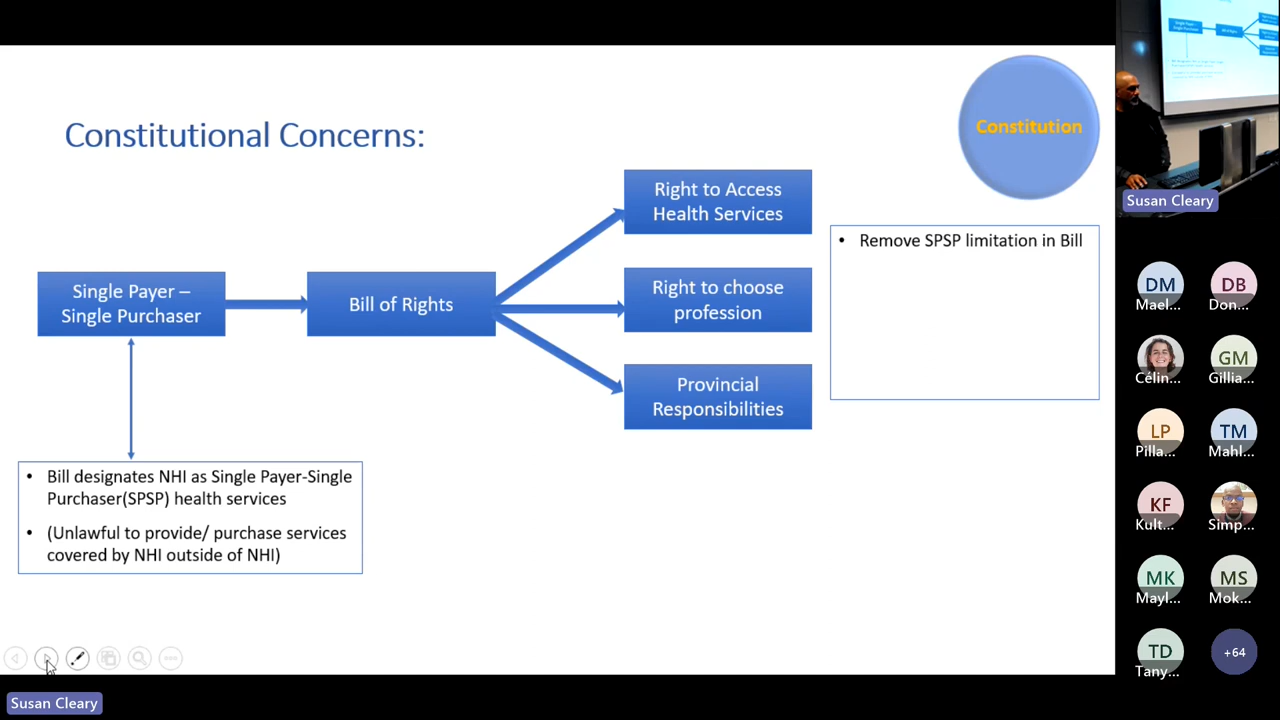 Constitutional Concerns:
Constitution
Right to Access
Health Services
• Remove SPSP limitation in Bill
Single Payer –
Single Purchaser
Bill of Rights
Right to choose
profession
Provincial
Responsibilities
• Bill designates NHI as Single Payer-Single
Purchaser(SPSP) health services
• (Unlawful to provide/ purchase services
covered by NHI outside of NHI)
Susan Cleary
Susan Cleary
DM
Mael...
DB
Don...
Célin...
GM
Gillia...
LP
Pilla...
TM
Mahl...
KF
Kult...
Simp...
MK
Mayl...
MS
Mok...
TD
Tany...
+64